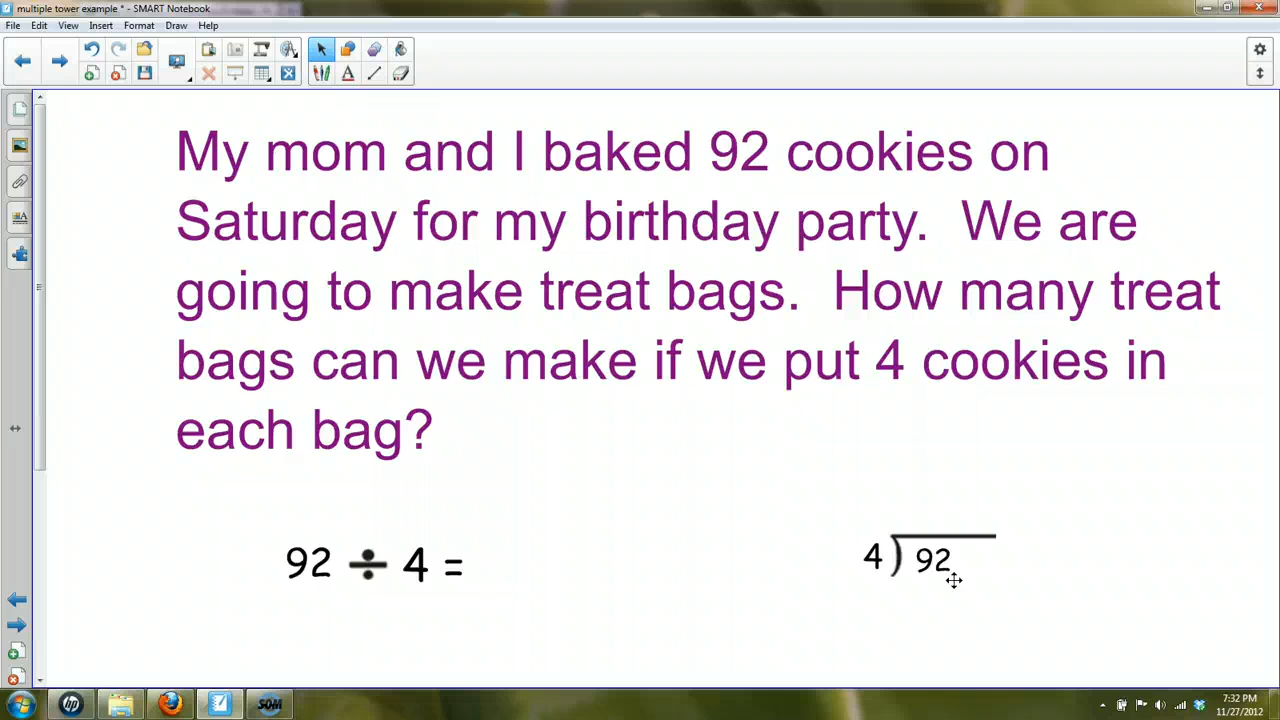 multiple tower example * - SMART Notebook
File Edit View Insert Format Tools Draw Help
My mom and I baked 92 cookies on
Saturday for my birthday party. We are
going to make treat bags. How many treat
bags can we make if we put 4 cookies in
each bag?
92 ÷ 4 =
4 ) 92
7:32 PM
11/27/2012